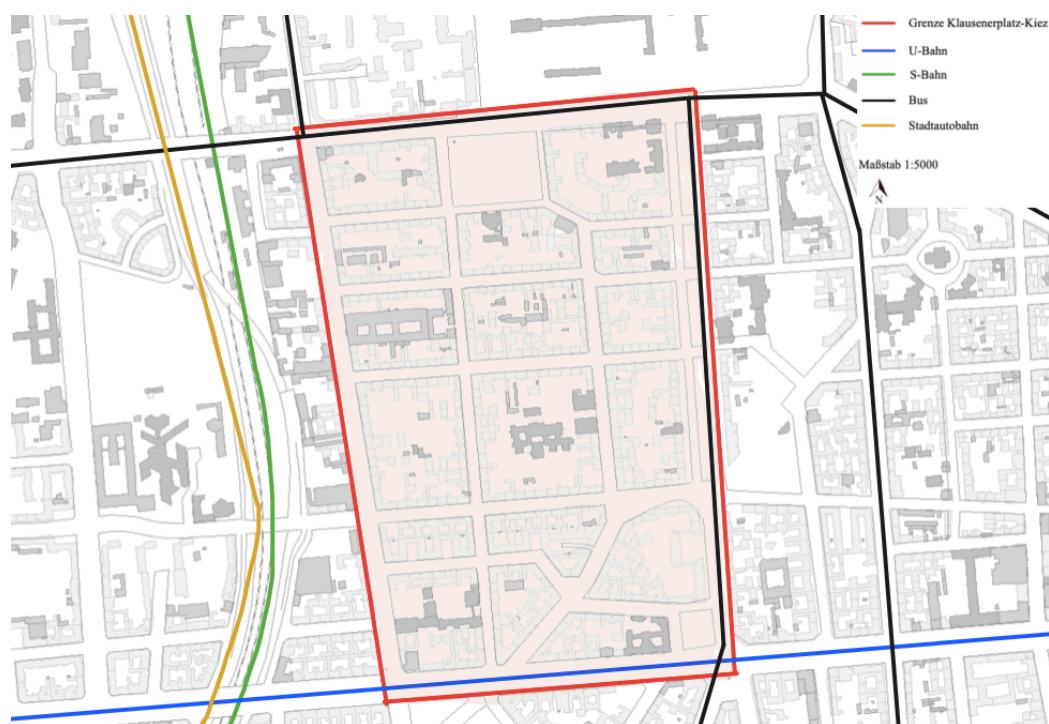 Grenze Klausenerplatz-Kiez
U-Bahn
S-Bahn
Bus
Stadtautobahn
Maßstab 1:5000
N